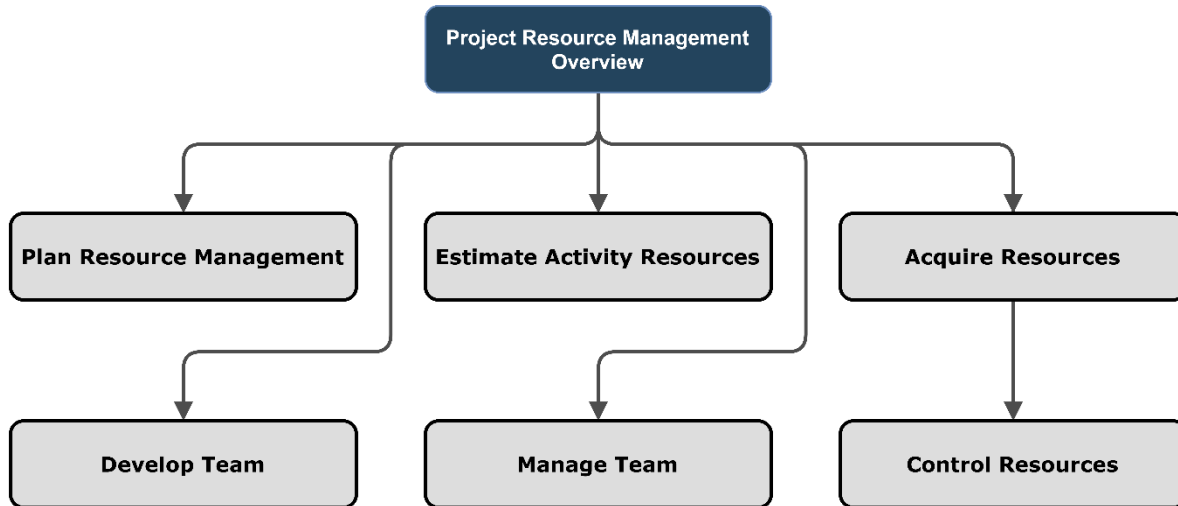 Project Resource Management
Overview
Plan Resource Management
Estimate Activity Resources
Acquire Resources
Develop Team
Manage Team
Control Resources